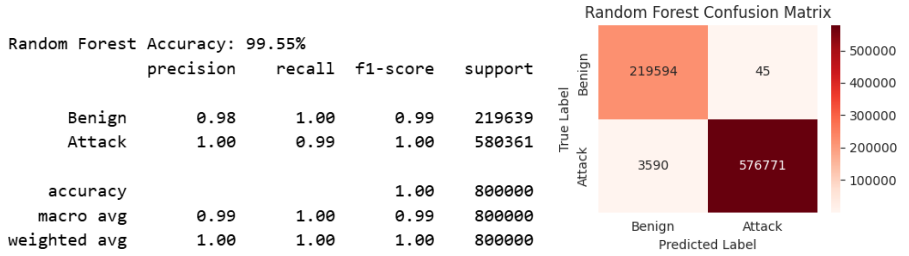 Random Forest Accuracy: 99.55%
precision recall f1-score support
Benign 0.98 1.00 0.99 219639
Attack 1.00 0.99 1.00 580361
accuracy 1.00 800000
macro avg 0.99 1.00 0.99 800000
weighted avg 1.00 1.00 1.00 800000
Random Forest Confusion Matrix
True Label
Benign
Attack
219594 45
3590 576771
Benign Attack
Predicted Label
500000
400000
300000
200000
100000